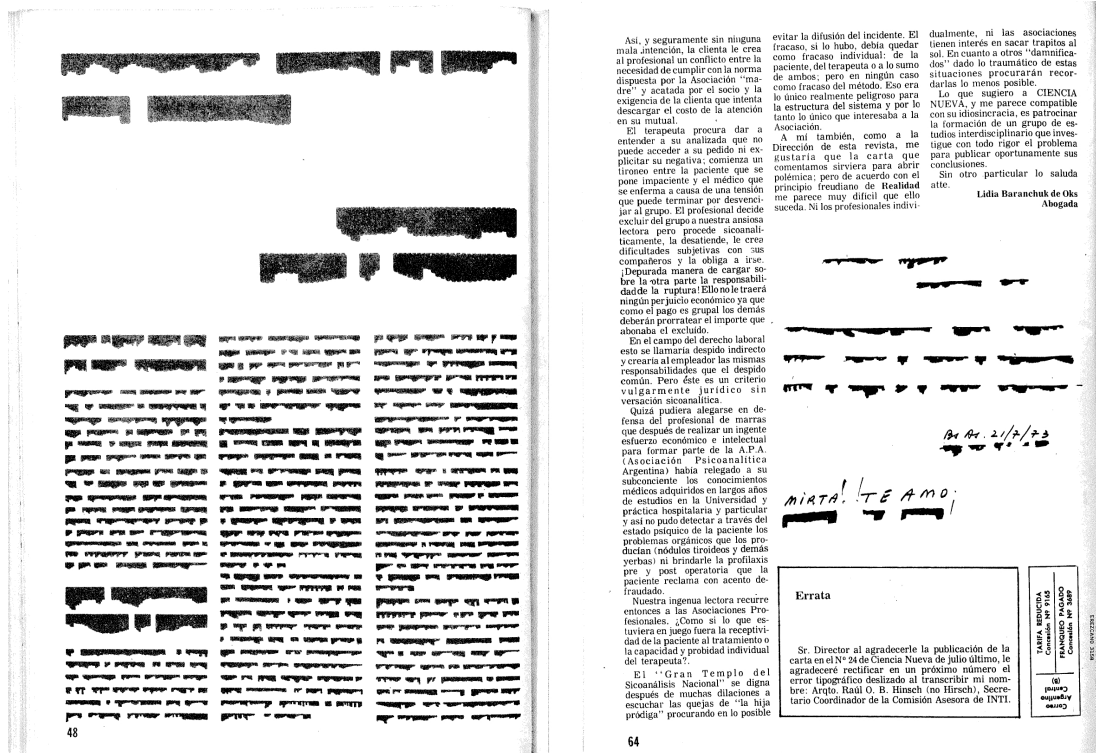 48
Así, y seguramente sin ninguna
mala intención, la clienta le crea
al profesional un conflicto entre la
necesidad de cumplir con la norma
dispuesta por la Asociación "ma-
dre" y acatada por el socio y la
exigencia de la clienta que intenta
descargar el costo de la atención
en su mutual.
El terapeuta procura dar a
entender a su analizada que no
puede acceder a su pedido ni ex-
plicitar su negativa; comienza un
tironeo entre la paciente que se
pone impaciente y el médico que
se enferma a causa de una tensión
que puede terminar por desvenci-
jar al grupo. El profesional decide
excluir del grupo a nuestra ansiosa
lectora pero procede sicoanalí-
ticamente, la desatiende, le crea
dificultades subjetivas con sus
compañeros y la obliga a irse.
¡Depurada manera de cargar so-
bre la otra parte la responsabili-
dad de la ruptura! Ello no le traerá
ningún perjuicio económico ya que
como el pago es grupal los demás
deberán prorratear el importe que
abonaba el excluído.
En el campo del derecho laboral
esto se llamaría despido indirecto
y crearía al empleador las mismas
responsabilidades que el despido
común. Pero éste es un criterio
vulgarmente jurídico sin
versación sicoanalítica.
Quizá pudiera alegarse en de-
fensa del profesional de marras
que después de realizar un ingente
esfuerzo económico e intelectual
para formar parte de la A.P.A.
(Asociación Psicoanalítica
Argentina) había relegado a su
subconciente los conocimientos
médicos adquiridos en largos años
de estudios en la Universidad y
práctica hospitalaria y particular
y así no pudo detectar a través del
estado psíquico de la paciente los
problemas orgánicos que los pro-
ducían (nódulos tiroideos y demás
yerbas) ni brindarle la profilaxis
pre y post operatoria que la
paciente reclama con acento de-
fraudado.
Nuestra ingenua lectora recurre
entonces a las Asociaciones Pro-
fesionales. ¿Como si lo que es-
tuviera en juego fuera la receptivi-
dad de la paciente al tratamiento o
la capacidad y probidad individual
del terapeuta?.
El "Gran Templo del
Sicoanálisis Nacional" se digna
después de muchas dilaciones a
escuchar las quejas de "la hija
pródiga" procurando en lo posible
evitar la difusión del incidente. El
fracaso, si lo hubo, debía quedar
como fracaso individual: de la
paciente, del terapeuta o a lo sumo
de ambos; pero en ningún caso
como fracaso del método. Eso era
lo único realmente peligroso para
la estructura del sistema y por lo
tanto lo único que interesaba a la
Asociación.
A mí también, como a la
Dirección de esta revista, me
gustaría que la carta que
comentamos sirviera para abrir
polémica; pero de acuerdo con el
principio freudiano de Realidad
me parece muy difícil que ello
suceda. Ni los profesionales indivi-
dualmente, ni las asociaciones
tienen interés en sacar trapitos al
sol. En cuanto a otros "damnifica-
dos" dado lo traumático de estas
situaciones procurarán recor-
darlas lo menos posible.
Lo que sugiero a CIENCIA
NUEVA, y me parece compatible
con su idiosincracia, es patrocinar
la formación de un grupo de es-
tudios interdisciplinario que inves-
tigue con todo rigor el problema
para publicar oportunamente sus
conclusiones.
Sin otro particular lo saluda
atte.
Lidia Baranchuk de Oks
Abogada
Bs As. 21/7/73
MIRTA! ! TE AMO ¡
Errata
Sr. Director al agradecerle la publicación de la
carta en el Nº 24 de Ciencia Nueva de julio último, le
agradeceré rectificar en un próximo número el
error tipográfico deslizado al transcribir mi nom-
bre: Arqto. Raúl O. B. Hinsch (no Hirsch), Secre-
tario Coordinador de la Comisión Asesora de INTI.
TARIFA REDUCIDA
Concesión Nº 9165
FRANQUEO PAGADO
Concesión Nº 3689
Correo
Argentino
Central
(B)
64